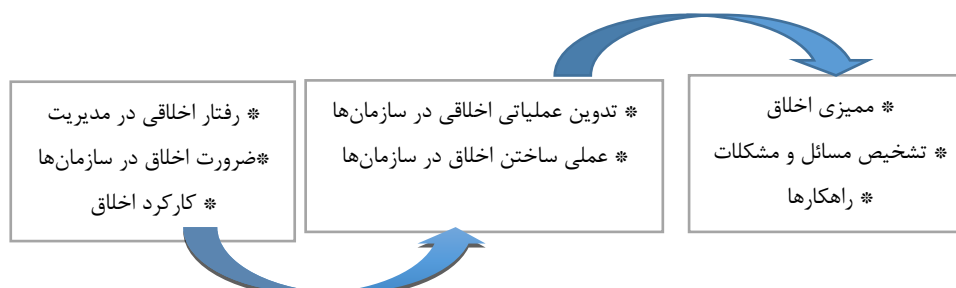 * رفتار اخلاقی در مدیریت
*ضرورت اخلاق در سازمان‌ها
* کارکرد اخلاق
* تدوین عملیاتی اخلاقی در سازمان‌ها
* عملی ساختن اخلاق در سازمان‌ها
* ممیزی اخلاق
* تشخیص مسائل و مشکلات
* راهکارها